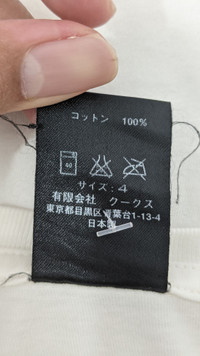 コットン 100%
40
サイズ：4
有限会社 クークス
東京都目黒区青葉台1-13-4
日本製